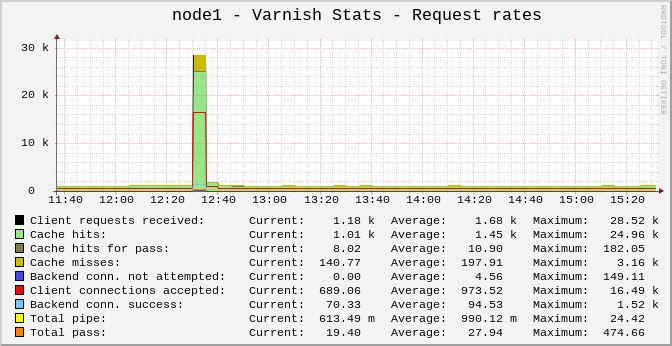 node1 - Varnish Stats - Request rates
RRDTOOL / TOBI OETIKER
30 k
20 k
10 k
0
11:40 12:00 12:20 12:40 13:00 13:20 13:40 14:00 14:20 14:40 15:00 15:20
Client requests received: Current: 1.18 k Average: 1.68 k Maximum: 28.52 k
Cache hits: Current: 1.01 k Average: 1.45 k Maximum: 24.96 k
Cache hits for pass: Current: 8.02 Average: 10.90 Maximum: 182.05
Cache misses: Current: 140.77 Average: 197.91 Maximum: 3.16 k
Backend conn. not attempted: Current: 0.00 Average: 4.56 Maximum: 149.11
Client connections accepted: Current: 689.06 Average: 973.52 Maximum: 16.49 k
Backend conn. success: Current: 70.33 Average: 94.53 Maximum: 1.52 k
Total pipe: Current: 613.49 m Average: 990.12 m Maximum: 24.42
Total pass: Current: 19.40 Average: 27.94 Maximum: 474.66